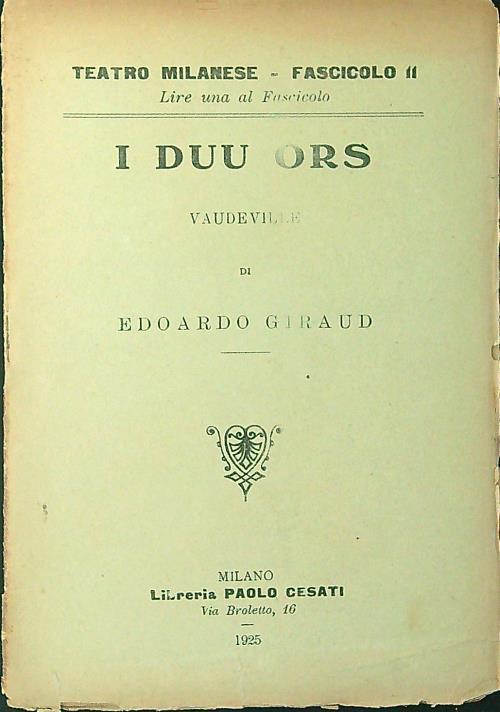 TEATRO MILANESE - FASCICOLO 11
Lire una al Fascicolo
I DUU ORS
VAUDEVILLE
DI
EDOARDO GIRAUD
MILANO
Libreria PAOLO CESATI
Via Broletto, 16
1925